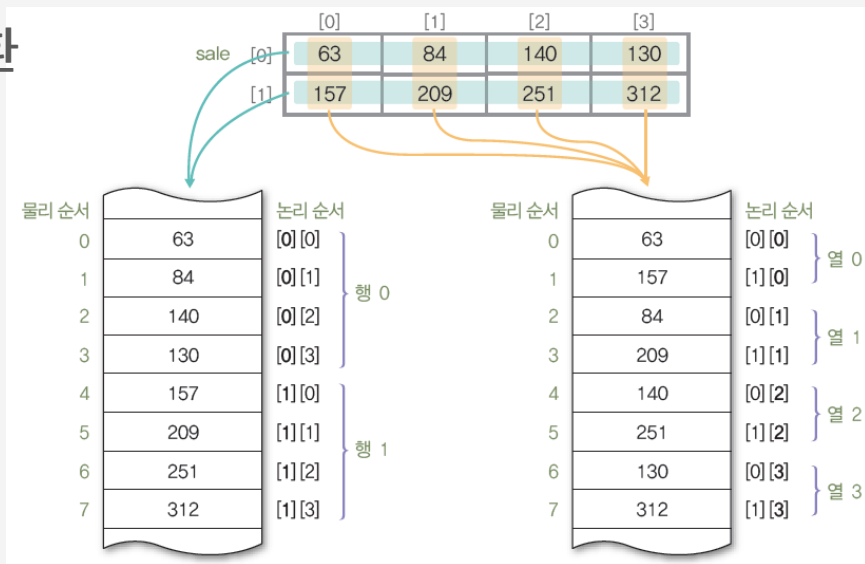 [0] [1] [2] [3]
sale [0] 63 84 140 130
[1] 157 209 251 312
물리 순서 논리 순서
0 63 [0][0]
1 84 [0][1]
2 140 [0][2]
3 130 [0][3]
행 0
4 157 [1][0]
5 209 [1][1]
6 251 [1][2]
7 312 [1][3]
행 1
물리 순서 논리 순서
0 63 [0][0]
1 157 [1][0]
열 0
2 84 [0][1]
3 209 [1][1]
열 1
4 140 [0][2]
5 251 [1][2]
열 2
6 130 [0][3]
7 312 [1][3]
열 3